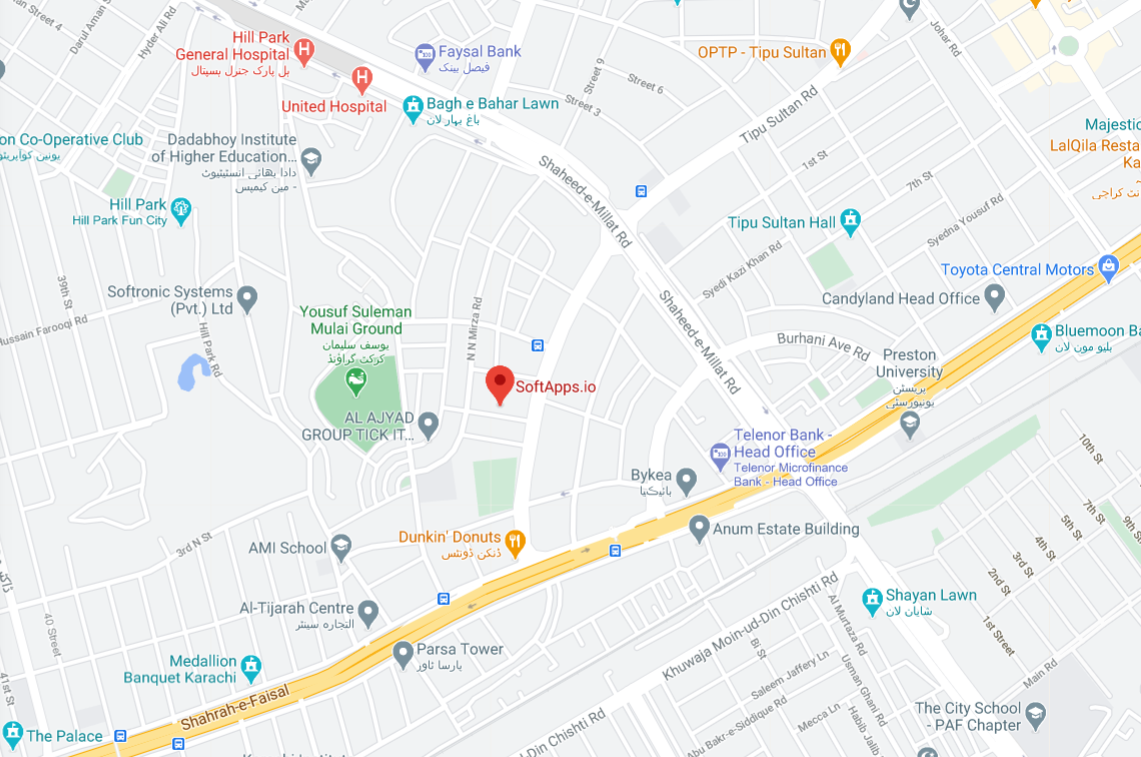 Street 4
Darul Aman
Hyder Ali Rd
Hill Park
General Hospital
ہل پارک جنرل ہسپتال
United Hospital
Faysal Bank
فیصل بینک
Bagh e Bahar Lawn
باغ بہار لان
Street 9
Street 6
Street 3
OPTP - Tipu Sultan
Johar Rd
Tipu Sultan Rd
1st St
7th St
Majestic
LalQila Resta
Ka
نٹ کراچی
on Co-Operative Club
Dadabhoy Institute
of Higher Education...
دادا بھائی انسٹیٹیوٹ
- مین کیمپس
Hill Park
Hill Park Fun City
Shaheed-e-Millat Rd
Tipu Sultan Hall
Syedna Yousuf Rd
Syedi Kazi Khan Rd
Toyota Central Motors
Candyland Head Office
39th St
Softronic Systems
(Pvt.) Ltd
Hussain Farooqi Rd
Hill Park Rd
Yousuf Suleman
Mulai Ground
یوسف سلیمان
کرکٹ گراؤنڈ
N N Mirza Rd
Shaheed-e-Millat Rd
Burhani Ave Rd
Bluemoon Ba
بلیو مون لان
Preston
University
پریسٹن
یونیورسٹی
SoftApps.io
AL AJYAD
GROUP TICK IT...
Telenor Bank -
Head Office
Telenor Microfinance
Bank - Head Office
Bykea
بائیکیا
Anum Estate Building
10th St
9th St
7th St
5th St
4th St
3rd St
2nd St
1st Street
3rd N St
AMI School
Dunkin' Donuts
ڈنکن ڈونٹس
Al-Tijarah Centre
التجارہ سینٹر
Shayan Lawn
شایان لان
Khuwaja Moin-ud-Din Chishti Rd
Al Murtaza Rd
40 Street
41st St
Medallion
Banquet Karachi
Parsa Tower
پارسا ٹاور
Bl St
Saleem Jaffery Ln
Usman Ghani Rd
Main Rd
Shahrah-e-Faisal
The Palace
Mecca Ln
Habib Jalib
Abu Bakr-e-Siddique Rd
-Din Chishti Rd
The City School
- PAF Chapter